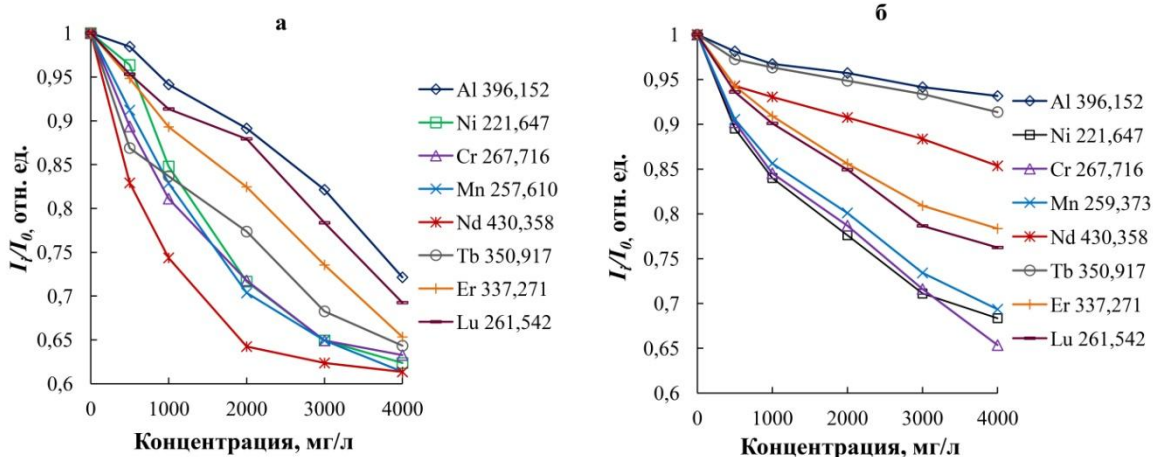 а
I_i/I_0, отн. ед.
1
0,95
0,9
0,85
0,8
0,75
0,7
0,65
0,6
0
1000
2000
3000
4000
Концентрация, мг/л
Al 396,152
Ni 221,647
Cr 267,716
Mn 257,610
Nd 430,358
Tb 350,917
Er 337,271
Lu 261,542
б
I_i/I_0, отн. ед.
1
0,95
0,9
0,85
0,8
0,75
0,7
0,65
0,6
0
1000
2000
3000
4000
Концентрация, мг/л
Al 396,152
Ni 221,647
Cr 267,716
Mn 259,373
Nd 430,358
Tb 350,917
Er 337,271
Lu 261,542